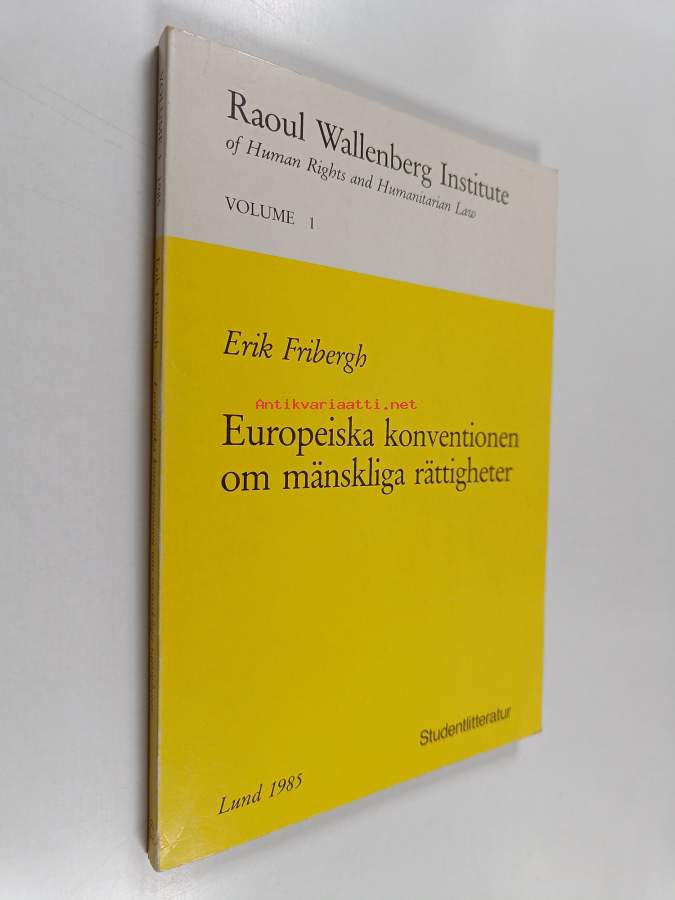 Raoul Wallenberg Institute
of Human Rights and Humanitarian Law
VOLUME 1
Erik Fribergh
Antikvariaatti.net
Europeiska konventionen
om mänskliga rättigheter
Studentlitteratur
Lund 1985